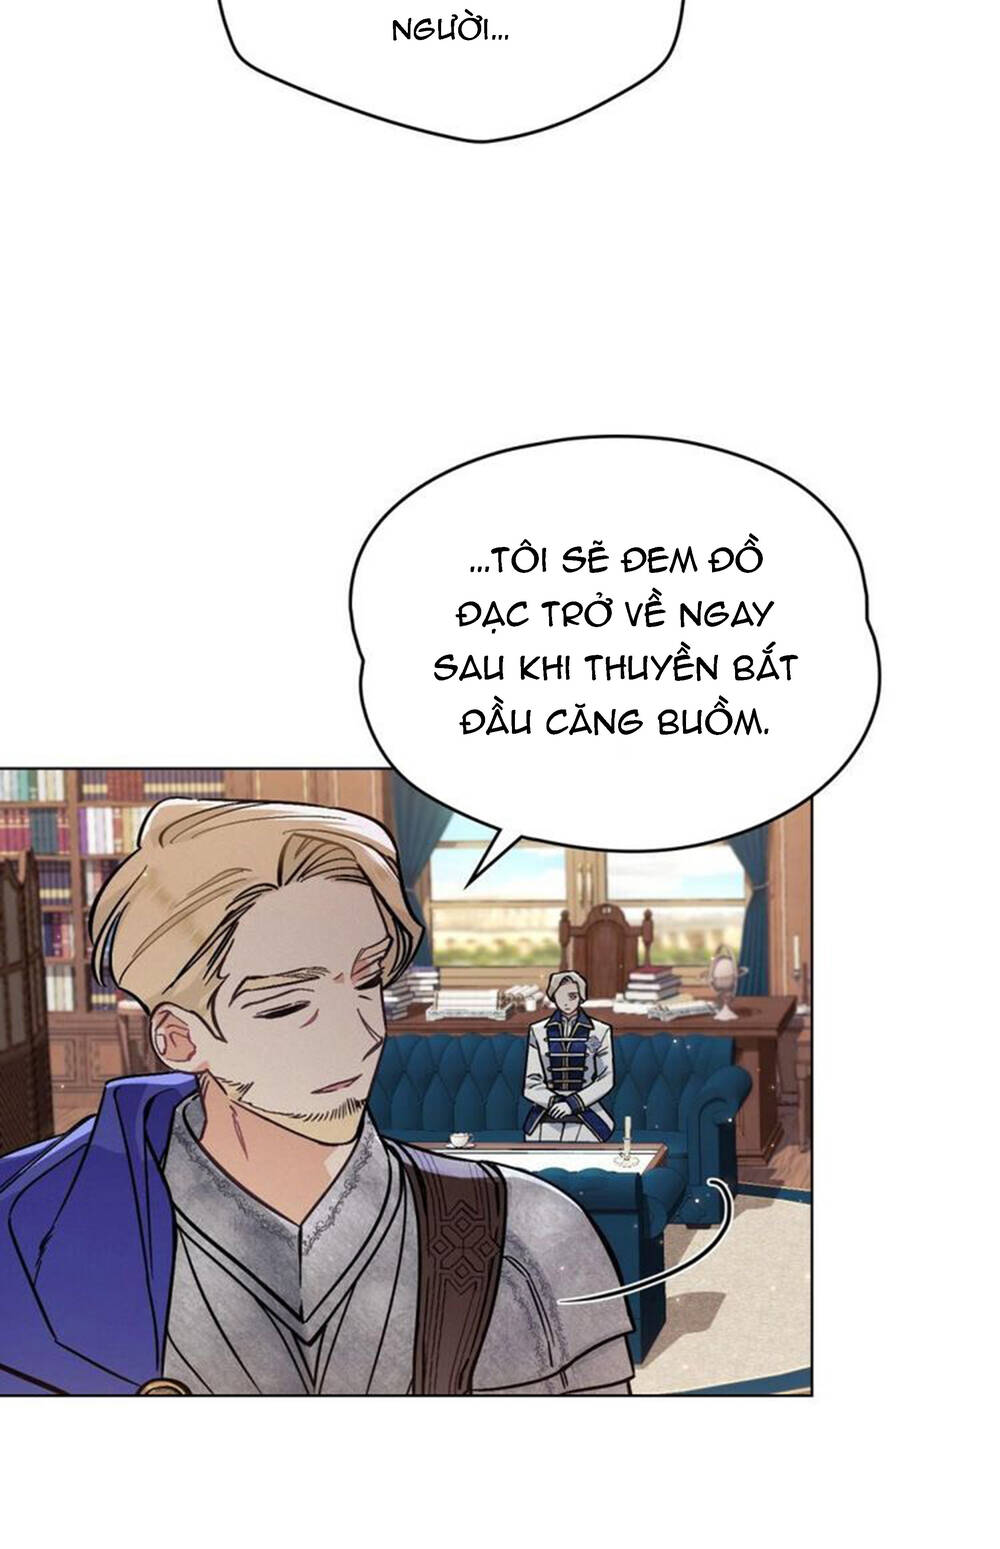 NGƯỜI...
...TÔI SẼ ĐEM ĐỒ
ĐẠC TRỞ VỀ NGAY
SAU KHI THUYỀN BẮT
ĐẦU CĂNG BUỒM.